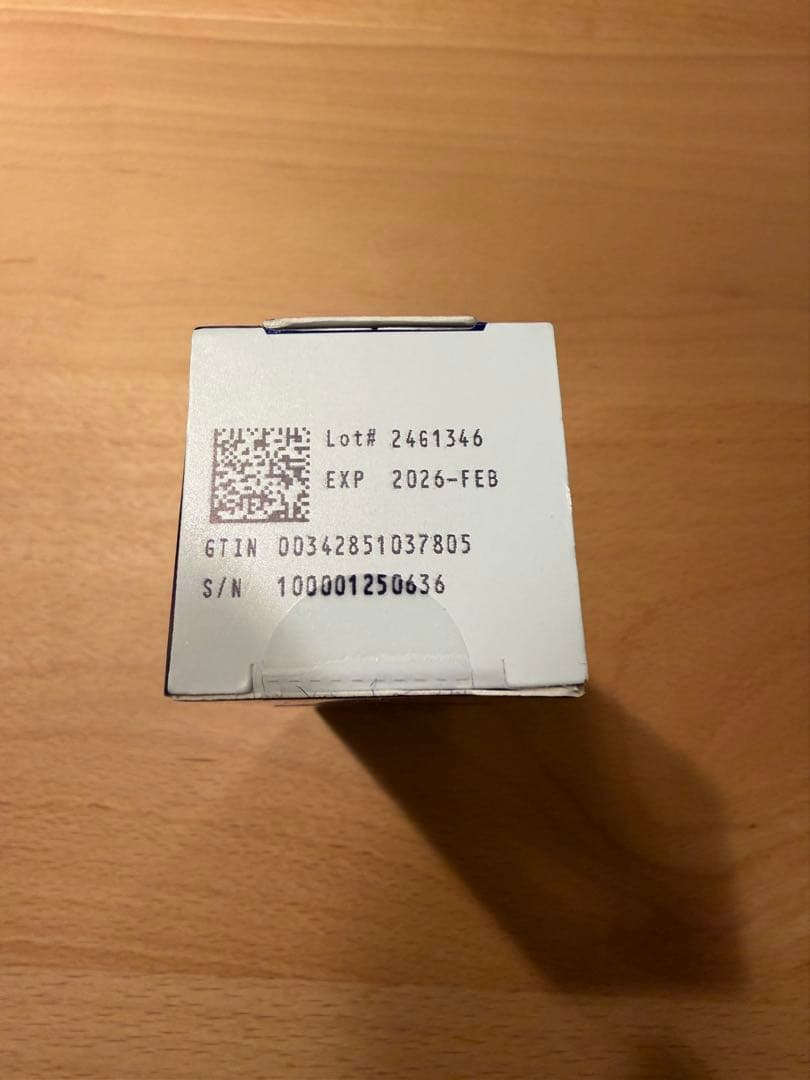 Lot# 24G1346
EXP 2026-FEB
GTIN 00342851037805
S/N 100001250636